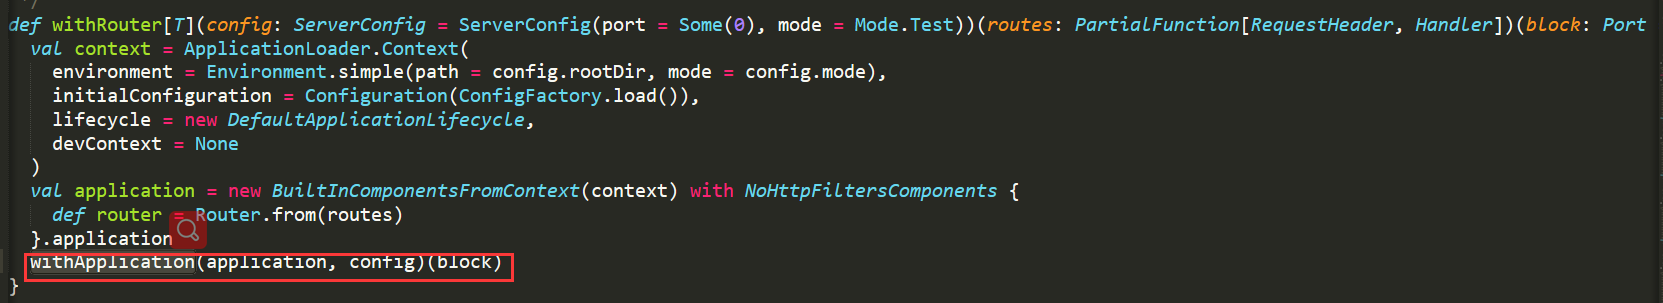 */
def withRouter[T](config: ServerConfig = ServerConfig(port = Some(0), mode = Mode.Test))(routes: PartialFunction[RequestHeader, Handler])(block: Port
val context = ApplicationLoader.Context(
environment = Environment.simple(path = config.rootDir, mode = config.mode),
initialConfiguration = Configuration(ConfigFactory.load()),
lifecycle = new DefaultApplicationLifecycle,
devContext = None
)
val application = new BuiltInComponentsFromContext(context) with NoHttpFiltersComponents {
def router = Router.from(routes)
}.application
withApplication(application, config)(block)
}